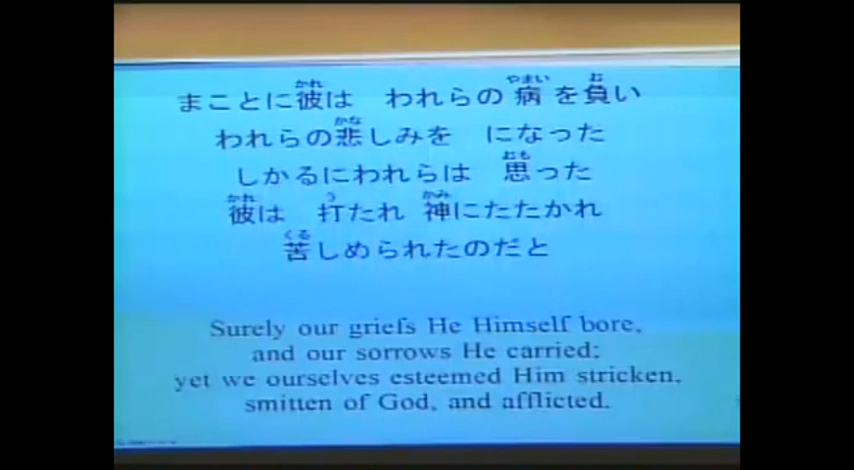 まことに彼は われらの 病 を負い
われらの悲しみを になった
しかるにわれらは 思った
彼は 打たれ 神にたたかれ
苦しめられたのだと
Surely our griefs He Himself bore,
and our sorrows He carried;
yet we ourselves esteemed Him stricken,
smitten of God, and afflicted.